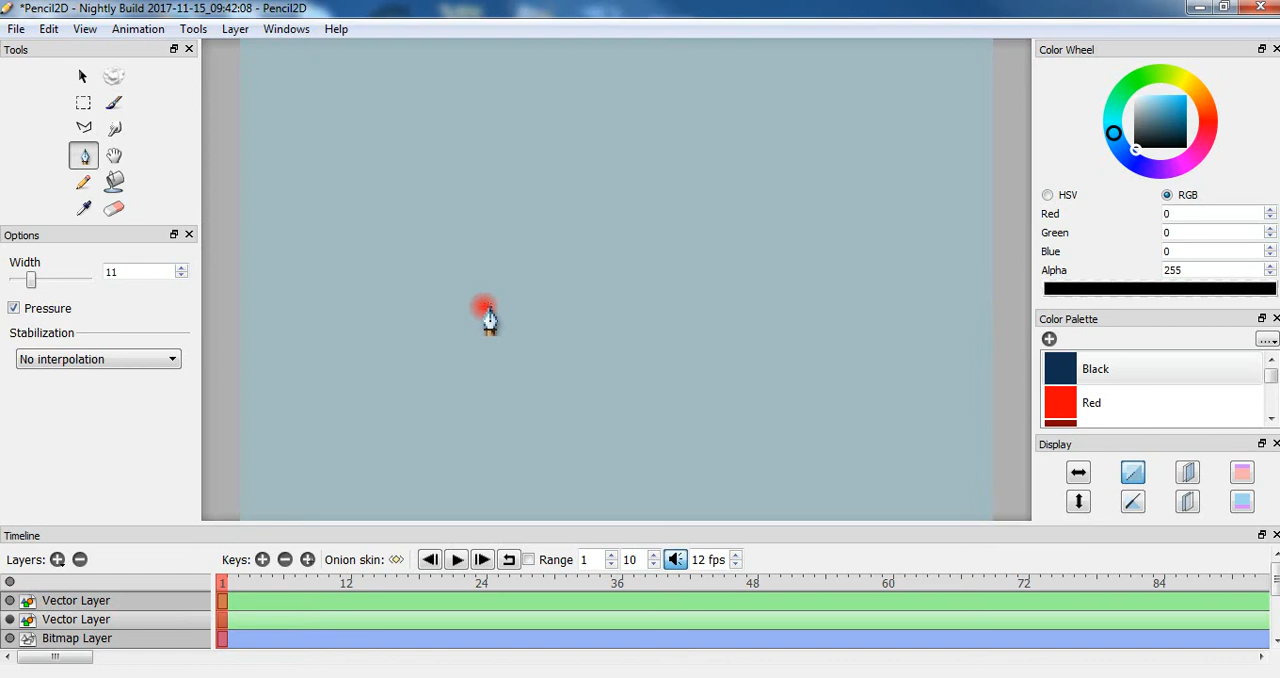 *Pencil2D - Nightly Build 2017-11-15_09:42:08 - Pencil2D
File Edit View Animation Tools Layer Windows Help
Tools
Color Wheel
Options
Width
11
Pressure
Stabilization
No interpolation
HSV RGB
Red 0
Green 0
Blue 0
Alpha 255
Color Palette
Black
Red
Display
Timeline
Layers: Keys: Onion skin: Range 1 10 12 fps
1 12 24 36 48 60 72 84
Vector Layer
Vector Layer
Bitmap Layer